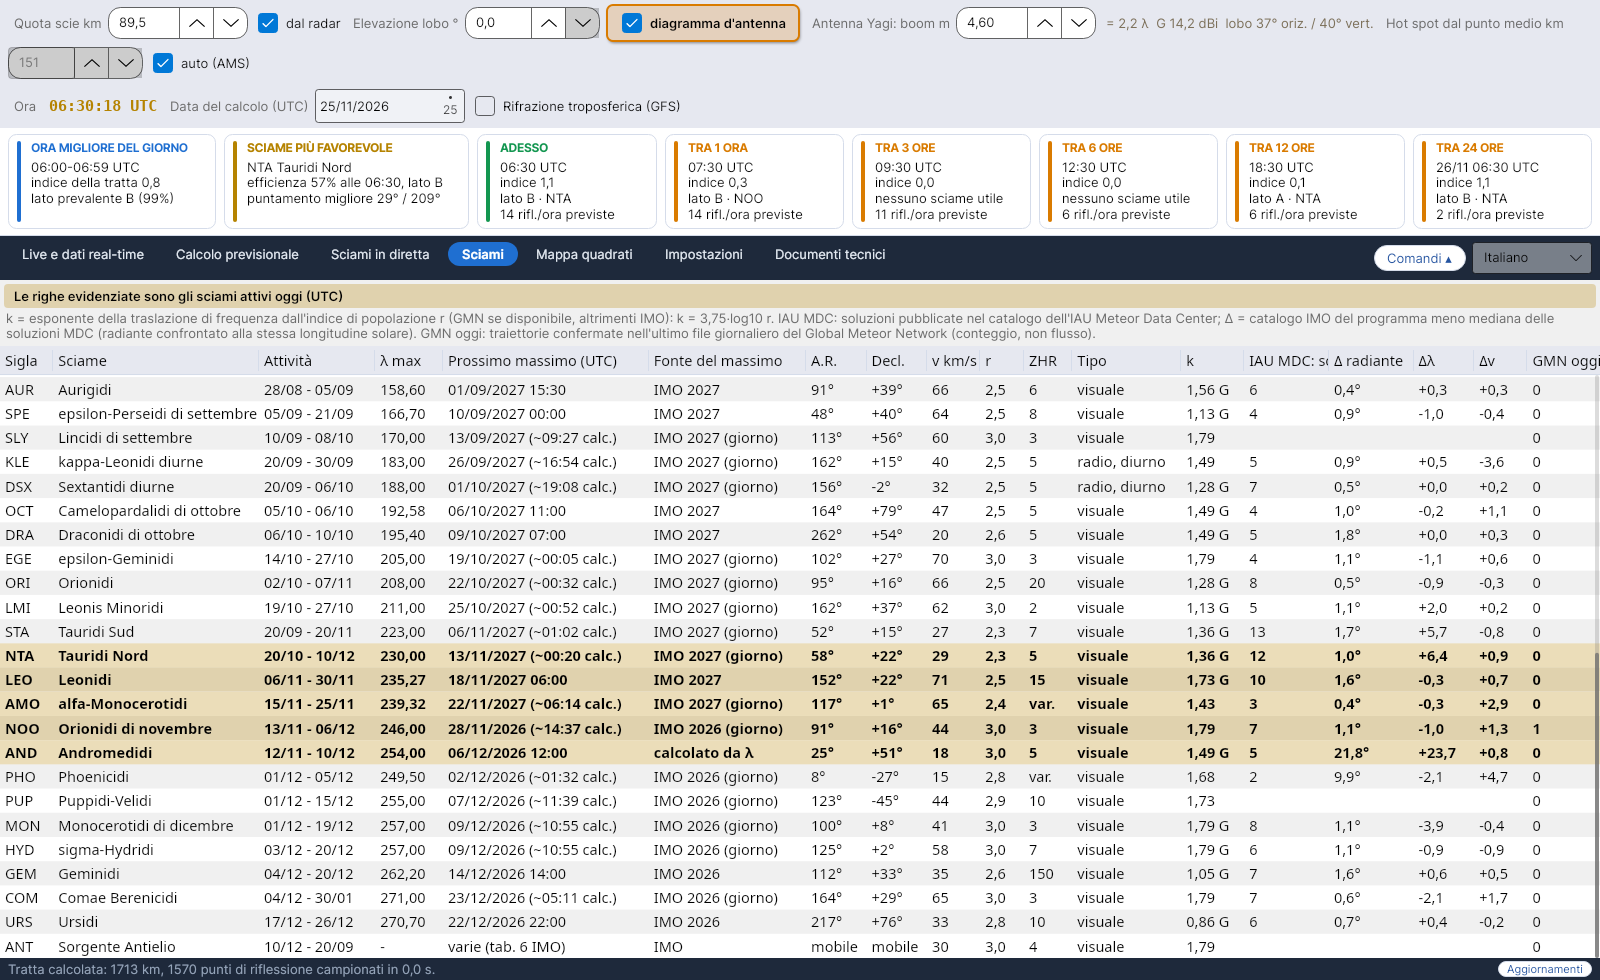 Quota scie km 89,5 dal radar Elevazione lobo ° 0,0 diagramma d'antenna Antenna Yagi: boom m 4,60 = 2,2 λ G 14,2 dBi lobo 37° oriz. / 40° vert. Hot spot dal punto medio km
151 auto (AMS)
Ora 06:30:18 UTC Data del calcolo (UTC) 25/11/2026 25 Rifrazione troposferica (GFS)
ORA MIGLIORE DEL GIORNO
06:00-06:59 UTC
indice della tratta 0,8
lato prevalente B (99%)
SCIAME PIÙ FAVOREVOLE
NTA Tauridi Nord
efficienza 57% alle 06:30, lato B
puntamento migliore 29° / 209°
ADESSO
06:30 UTC
indice 1,1
lato B · NTA
14 rifl./ora previste
TRA 1 ORA
07:30 UTC
indice 0,3
lato B · NOO
14 rifl./ora previste
TRA 3 ORE
09:30 UTC
indice 0,0
nessuno sciame utile
11 rifl./ora previste
TRA 6 ORE
12:30 UTC
indice 0,0
nessuno sciame utile
6 rifl./ora previste
TRA 12 ORE
18:30 UTC
indice 0,1
lato A · NTA
6 rifl./ora previste
TRA 24 ORE
26/11 06:30 UTC
indice 1,1
lato B · NTA
2 rifl./ora previste
Live e dati real-time Calcolo previsionale Sciami in diretta Sciami Mappa quadrati Impostazioni Documenti tecnici Comandi ▴ Italiano
Le righe evidenziate sono gli sciami attivi oggi (UTC)
k = esponente della traslazione di frequenza dall'indice di popolazione r (GMN se disponibile, altrimenti IMO): k = 3,75·log10 r. IAU MDC: soluzioni pubblicate nel catalogo dell'IAU Meteor Data Center; Δ = catalogo IMO del programma meno mediana delle
soluzioni MDC (radiante confrontato alla stessa longitudine solare). GMN oggi: traiettorie confermate nell'ultimo file giornaliero del Global Meteor Network (conteggio, non flusso).
Sigla Sciame Attività λ max Prossimo massimo (UTC) Fonte del massimo A.R. Decl. v km/s r ZHR Tipo k IAU MDC: sc Δ radiante Δλ Δv GMN oggi
AUR Aurigidi 28/08 - 05/09 158,60 01/09/2027 15:30 IMO 2027 91° +39° 66 2,5 6 visuale 1,56 G 6 0,4° +0,3 +0,3 0
SPE epsilon-Perseidi di settembre 05/09 - 21/09 166,70 10/09/2027 00:00 IMO 2027 48° +40° 64 2,5 8 visuale 1,13 G 4 0,9° -1,0 -0,4 0
SLY Lincidi di settembre 10/09 - 08/10 170,00 13/09/2027 (~09:27 calc.) IMO 2027 (giorno) 113° +56° 60 3,0 3 visuale 1,79 0
KLE kappa-Leonidi diurne 20/09 - 30/09 183,00 26/09/2027 (~16:54 calc.) IMO 2027 (giorno) 162° +15° 40 2,5 5 radio, diurno 1,49 5 0,9° +0,5 -3,6 0
DSX Sextantidi diurne 20/09 - 06/10 188,00 01/10/2027 (~19:08 calc.) IMO 2027 (giorno) 156° -2° 32 2,5 5 radio, diurno 1,28 G 7 0,5° +0,0 +0,2 0
OCT Camelopardalidi di ottobre 05/10 - 06/10 192,58 06/10/2027 11:00 IMO 2027 164° +79° 47 2,5 5 visuale 1,49 G 4 1,0° -0,2 +1,1 0
DRA Draconidi di ottobre 06/10 - 10/10 195,40 09/10/2027 07:00 IMO 2027 262° +54° 20 2,6 5 visuale 1,49 G 5 1,8° +0,0 +0,3 0
EGE epsilon-Geminidi 14/10 - 27/10 205,00 19/10/2027 (~00:05 calc.) IMO 2027 (giorno) 102° +27° 70 3,0 3 visuale 1,79 4 1,1° -1,1 +0,6 0
ORI Orionidi 02/10 - 07/11 208,00 22/10/2027 (~00:32 calc.) IMO 2027 (giorno) 95° +16° 66 2,5 20 visuale 1,28 G 8 0,5° -0,9 -0,3 0
LMI Leonis Minoridi 19/10 - 27/10 211,00 25/10/2027 (~00:52 calc.) IMO 2027 (giorno) 162° +37° 62 3,0 2 visuale 1,13 G 5 1,1° +2,0 +0,2 0
STA Tauridi Sud 20/09 - 20/11 223,00 06/11/2027 (~01:02 calc.) IMO 2027 (giorno) 52° +15° 27 2,3 7 visuale 1,36 G 13 1,7° +5,7 -0,8 0
NTA Tauridi Nord 20/10 - 10/12 230,00 13/11/2027 (~00:20 calc.) IMO 2027 (giorno) 58° +22° 29 2,3 5 visuale 1,36 G 12 1,0° +6,4 +0,9 0
LEO Leonidi 06/11 - 30/11 235,27 18/11/2027 06:00 IMO 2027 152° +22° 71 2,5 15 visuale 1,73 G 10 1,6° -0,3 +0,7 0
AMO alfa-Monocerotidi 15/11 - 25/11 239,32 22/11/2027 (~06:14 calc.) IMO 2027 (giorno) 117° +1° 65 2,4 var. visuale 1,43 3 0,4° -0,3 +2,9 0
NOO Orionidi di novembre 13/11 - 06/12 246,00 28/11/2026 (~14:37 calc.) IMO 2026 (giorno) 91° +16° 44 3,0 3 visuale 1,79 7 1,1° -1,0 +1,3 1
AND Andromedidi 12/11 - 10/12 254,00 06/12/2026 12:00 calcolato da λ 25° +51° 18 3,0 5 visuale 1,49 G 5 21,8° +23,7 +0,8 0
PHO Phoenicidi 01/12 - 05/12 249,50 02/12/2026 (~01:32 calc.) IMO 2026 (giorno) 8° -27° 15 2,8 var. visuale 1,68 2 9,9° -2,1 +4,7 0
PUP Puppidi-Velidi 01/12 - 15/12 255,00 07/12/2026 (~11:39 calc.) IMO 2026 (giorno) 123° -45° 44 2,9 10 visuale 1,73 0
MON Monocerotidi di dicembre 01/12 - 19/12 257,00 09/12/2026 (~10:55 calc.) IMO 2026 (giorno) 100° +8° 41 3,0 3 visuale 1,79 G 8 1,1° -3,9 -0,4 0
HYD sigma-Hydridi 03/12 - 20/12 257,00 09/12/2026 (~10:55 calc.) IMO 2026 (giorno) 125° +2° 58 3,0 7 visuale 1,79 G 6 1,1° -0,9 -0,9 0
GEM Geminidi 04/12 - 20/12 262,20 14/12/2026 14:00 IMO 2026 112° +33° 35 2,6 150 visuale 1,05 G 7 1,6° +0,6 +0,5 0
COM Comae Berenicidi 04/12 - 30/01 271,00 23/12/2026 (~05:11 calc.) IMO 2026 (giorno) 164° +29° 65 3,0 3 visuale 1,79 7 0,6° -2,1 +1,7 0
URS Ursidi 17/12 - 26/12 270,70 22/12/2026 22:00 IMO 2026 217° +76° 33 2,8 10 visuale 0,86 G 6 0,7° +0,4 -0,2 0
ANT Sorgente Antielio 10/12 - 20/09 - varie (tab. 6 IMO) IMO mobile mobile 30 3,0 4 visuale 1,79 0
Tratta calcolata: 1713 km, 1570 punti di riflessione campionati in 0,0 s. Aggiornamenti